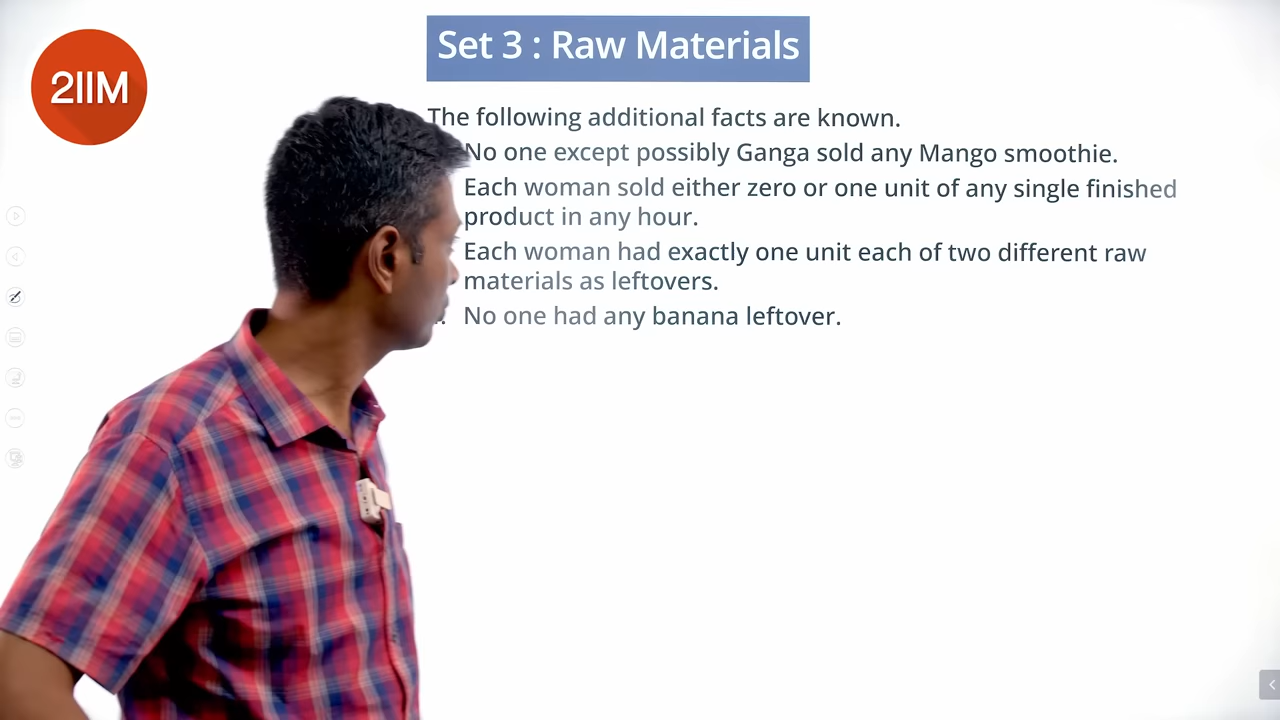 2IIM
Set 3 : Raw Materials
The following additional facts are known.
No one except possibly Ganga sold any Mango smoothie.
Each woman sold either zero or one unit of any single finished
product in any hour.
Each woman had exactly one unit each of two different raw
materials as leftovers.
No one had any banana leftover.